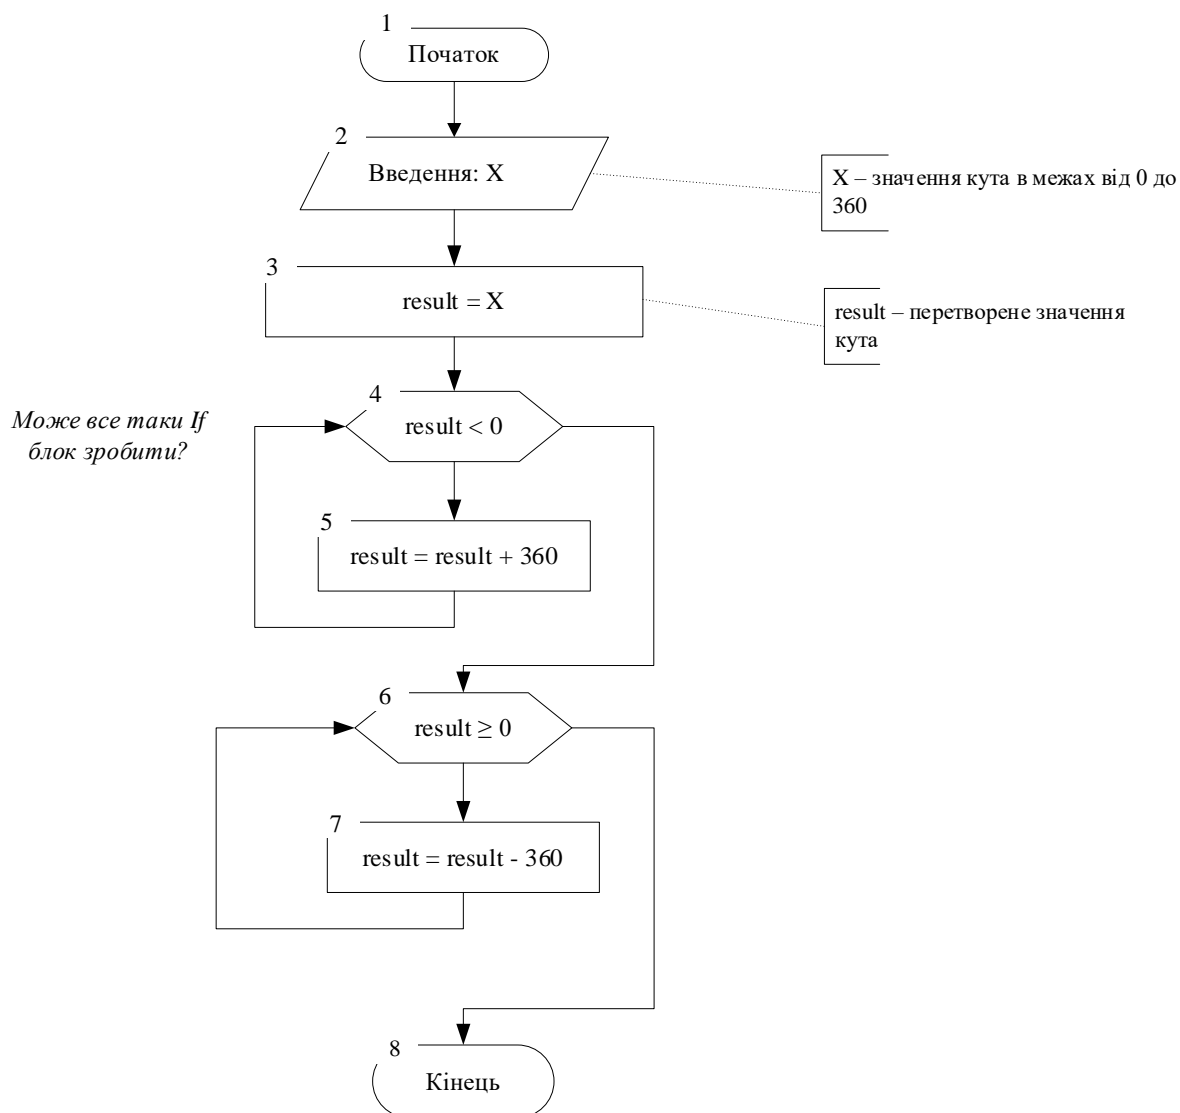 1
Початок
2
Введення: X
X – значення кута в межах від 0 до
360
3
result = X
result – перетворене значення
кута
4
result < 0
Може все таки If
блок зробити?
5
result = result + 360
6
result ≥ 0
7
result = result - 360
8
Кінець